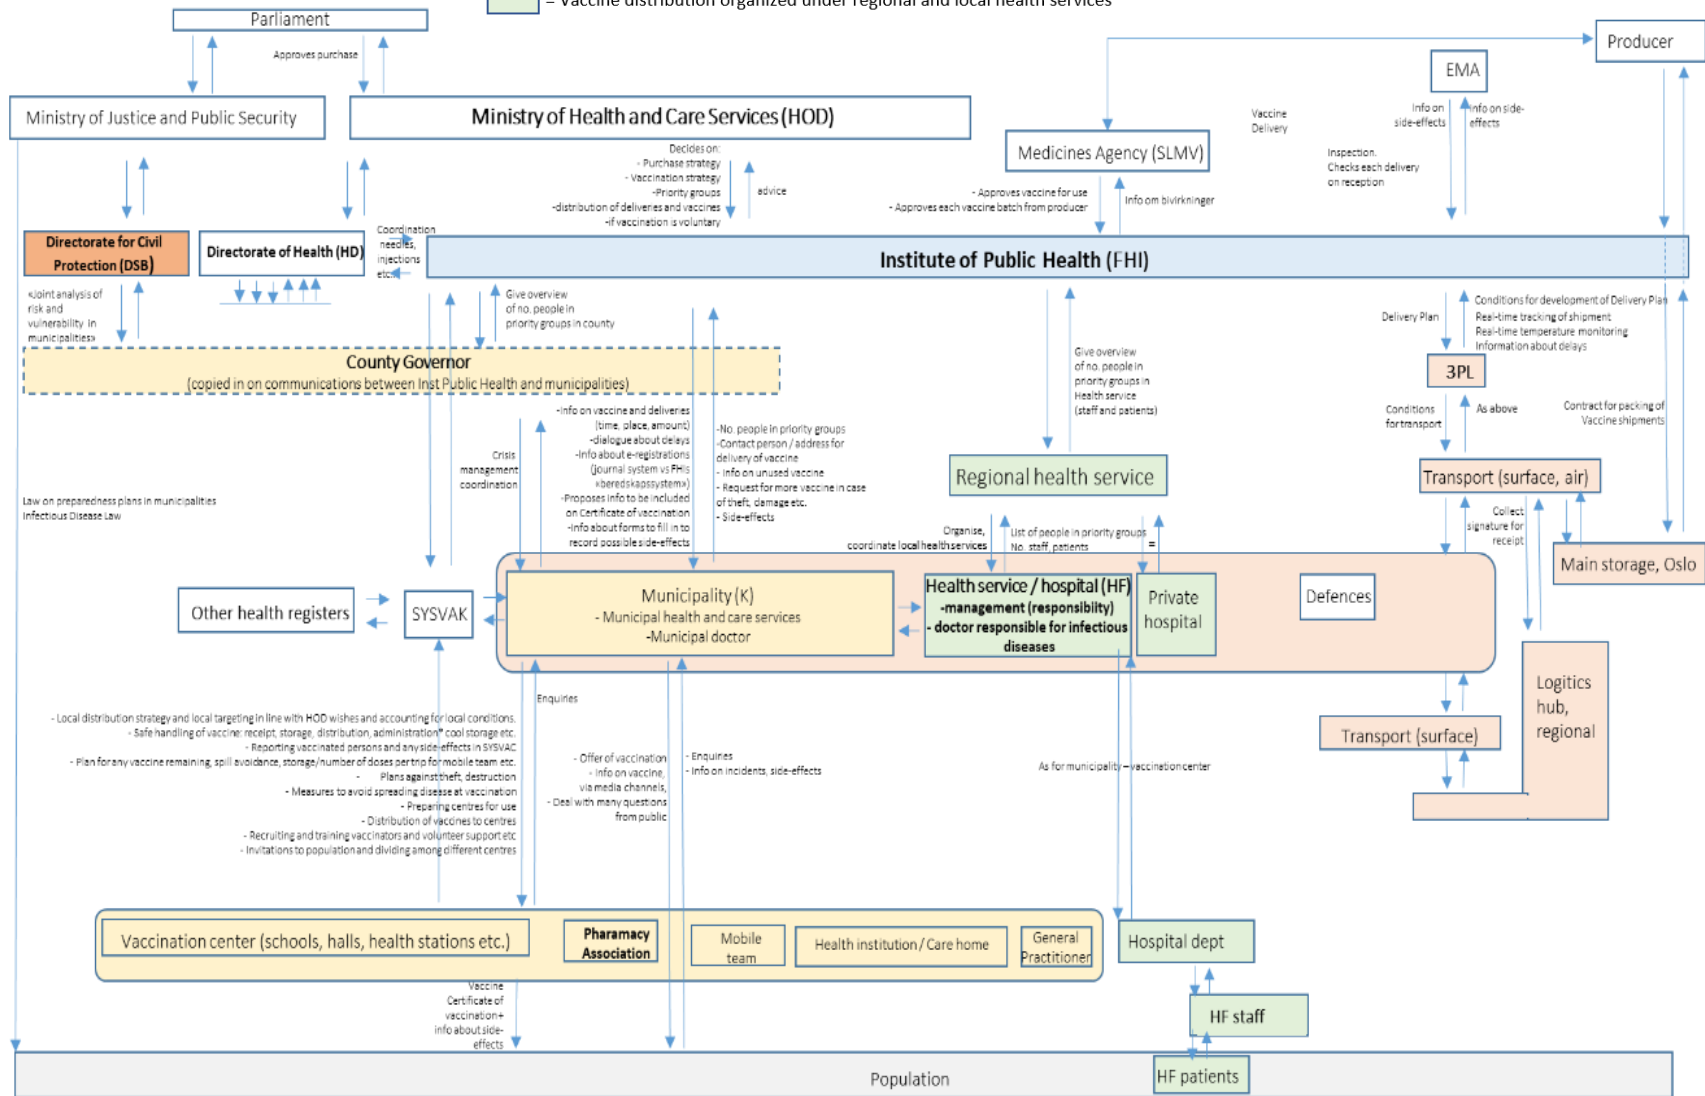 = Vaccine distribution organized under regional and local health services
Parliament
Approves purchase
Producer
EMA
Ministry of Justice and Public Security
Ministry of Health and Care Services (HOD)
Info on
side-effects
Info on side-
effects
Vaccine
Delivery
Medicines Agency (SLMV)
Inspection.
Checks each delivery
on reception
Decides on:
- Purchase strategy
- Vaccination strategy
-Priority groups
-distribution of deliveries and vaccines
-if vaccination is voluntary
advice
- Approves vaccine for use
- Approves each vaccine batch from producer
Info om bivirkninger
Directorate for Civil
Protection (DSB)
Directorate of Health (HD)
Coordination
needles,
injections
etc.
Institute of Public Health (FHI)
«Joint analysis of
risk and
vulnerability in
municipalities»
Give overview
of no. people in
priority groups in county
Delivery Plan
Conditions for development of Delivery Plan
Real-time tracking of shipment
Real-time temperature monitoring
Information about delays
County Governor
(copied in on communications between Inst Public Health and municipalities)
Give overview
of no. people in
priority groups in
Health service
(staff and patients)
3PL
Conditions
for transport
As above
Contract for packing of
Vaccine shipments
Crisis
management
coordination
-Info on vaccine and deliveries
(time, place, amount)
-dialogue about delays
-Info about e-registrations
(journal system vs FHIs
«beredskapssystem»)
-Proposes info to be included
on Certificate of vaccination
-Info about forms to fill in to
record possible side-effects
-No. people in priority groups
-Contact person / address for
delivery of vaccine
- Info on unused vaccine
- Request for more vaccine in case
of theft, damage etc.
- Side-effects
Regional health service
Transport (surface, air)
Law on preparedness plans in municipalities
Infectious Disease Law
Organise,
coordinate local health services
List of people in priority groups
No. staff, patients
=
Collect
signature for
receipt
Main storage, Oslo
Other health registers
SYSVAK
Municipality (K)
- Municipal health and care services
-Municipal doctor
Health service / hospital (HF)
-management (responsibiity)
- doctor responsible for infectious
diseases
Private
hospital
Defences
Logitics
hub,
regional
Enquiries
- Local distribution strategy and local targeting in line with HOD wishes and accounting for local conditions.
- Safe handling of vaccine: receipt, storage, distribution, administration* cool storage etc.
- Reporting vaccinated persons and any side-effects in SYSVAC
- Plan for any vaccine remaining, spill avoidance, storage/number of doses per trip for mobile team etc.
- Plans against theft, destruction
- Measures to avoid spreading disease at vaccination
- Preparing centres for use
- Distribution of vaccines to centres
- Recruiting and training vaccinators and volunteer support etc
- Invitations to population and dividing among different centres
- Offer of vaccination
- Info on vaccine,
via media channels,
- Deal with many questions
from public
- Enquiries
- Info on incidents, side-effects
As for municipality – vaccination center
Transport (surface)
Vaccination center (schools, halls, health stations etc.)
Pharamacy
Association
Mobile
team
Health institution / Care home
General
Practitioner
Hospital dept
Vaccine
Certificate of
vaccination+
info about side-
effects
HF staff
Population
HF patients